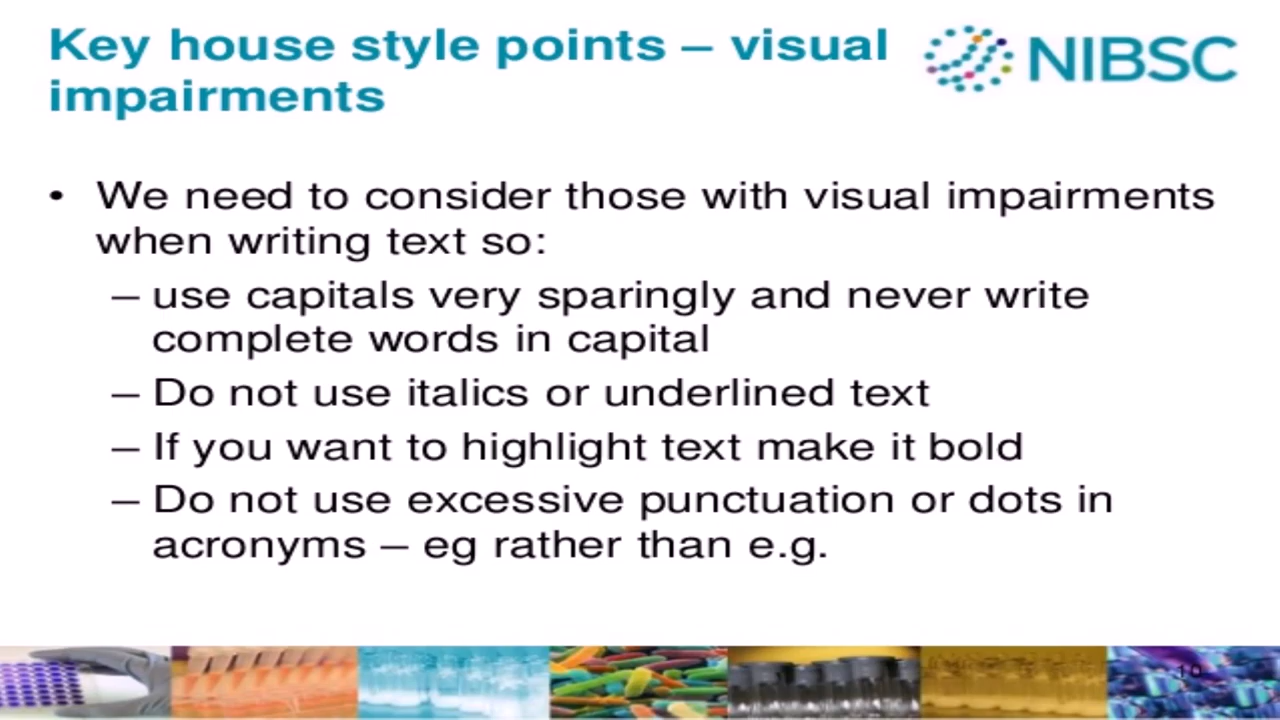 Key house style points – visual
impairments
NIBSC
• We need to consider those with visual impairments
when writing text so:
– use capitals very sparingly and never write
complete words in capital
– Do not use italics or underlined text
– If you want to highlight text make it bold
– Do not use excessive punctuation or dots in
acronyms – eg rather than e.g.
19